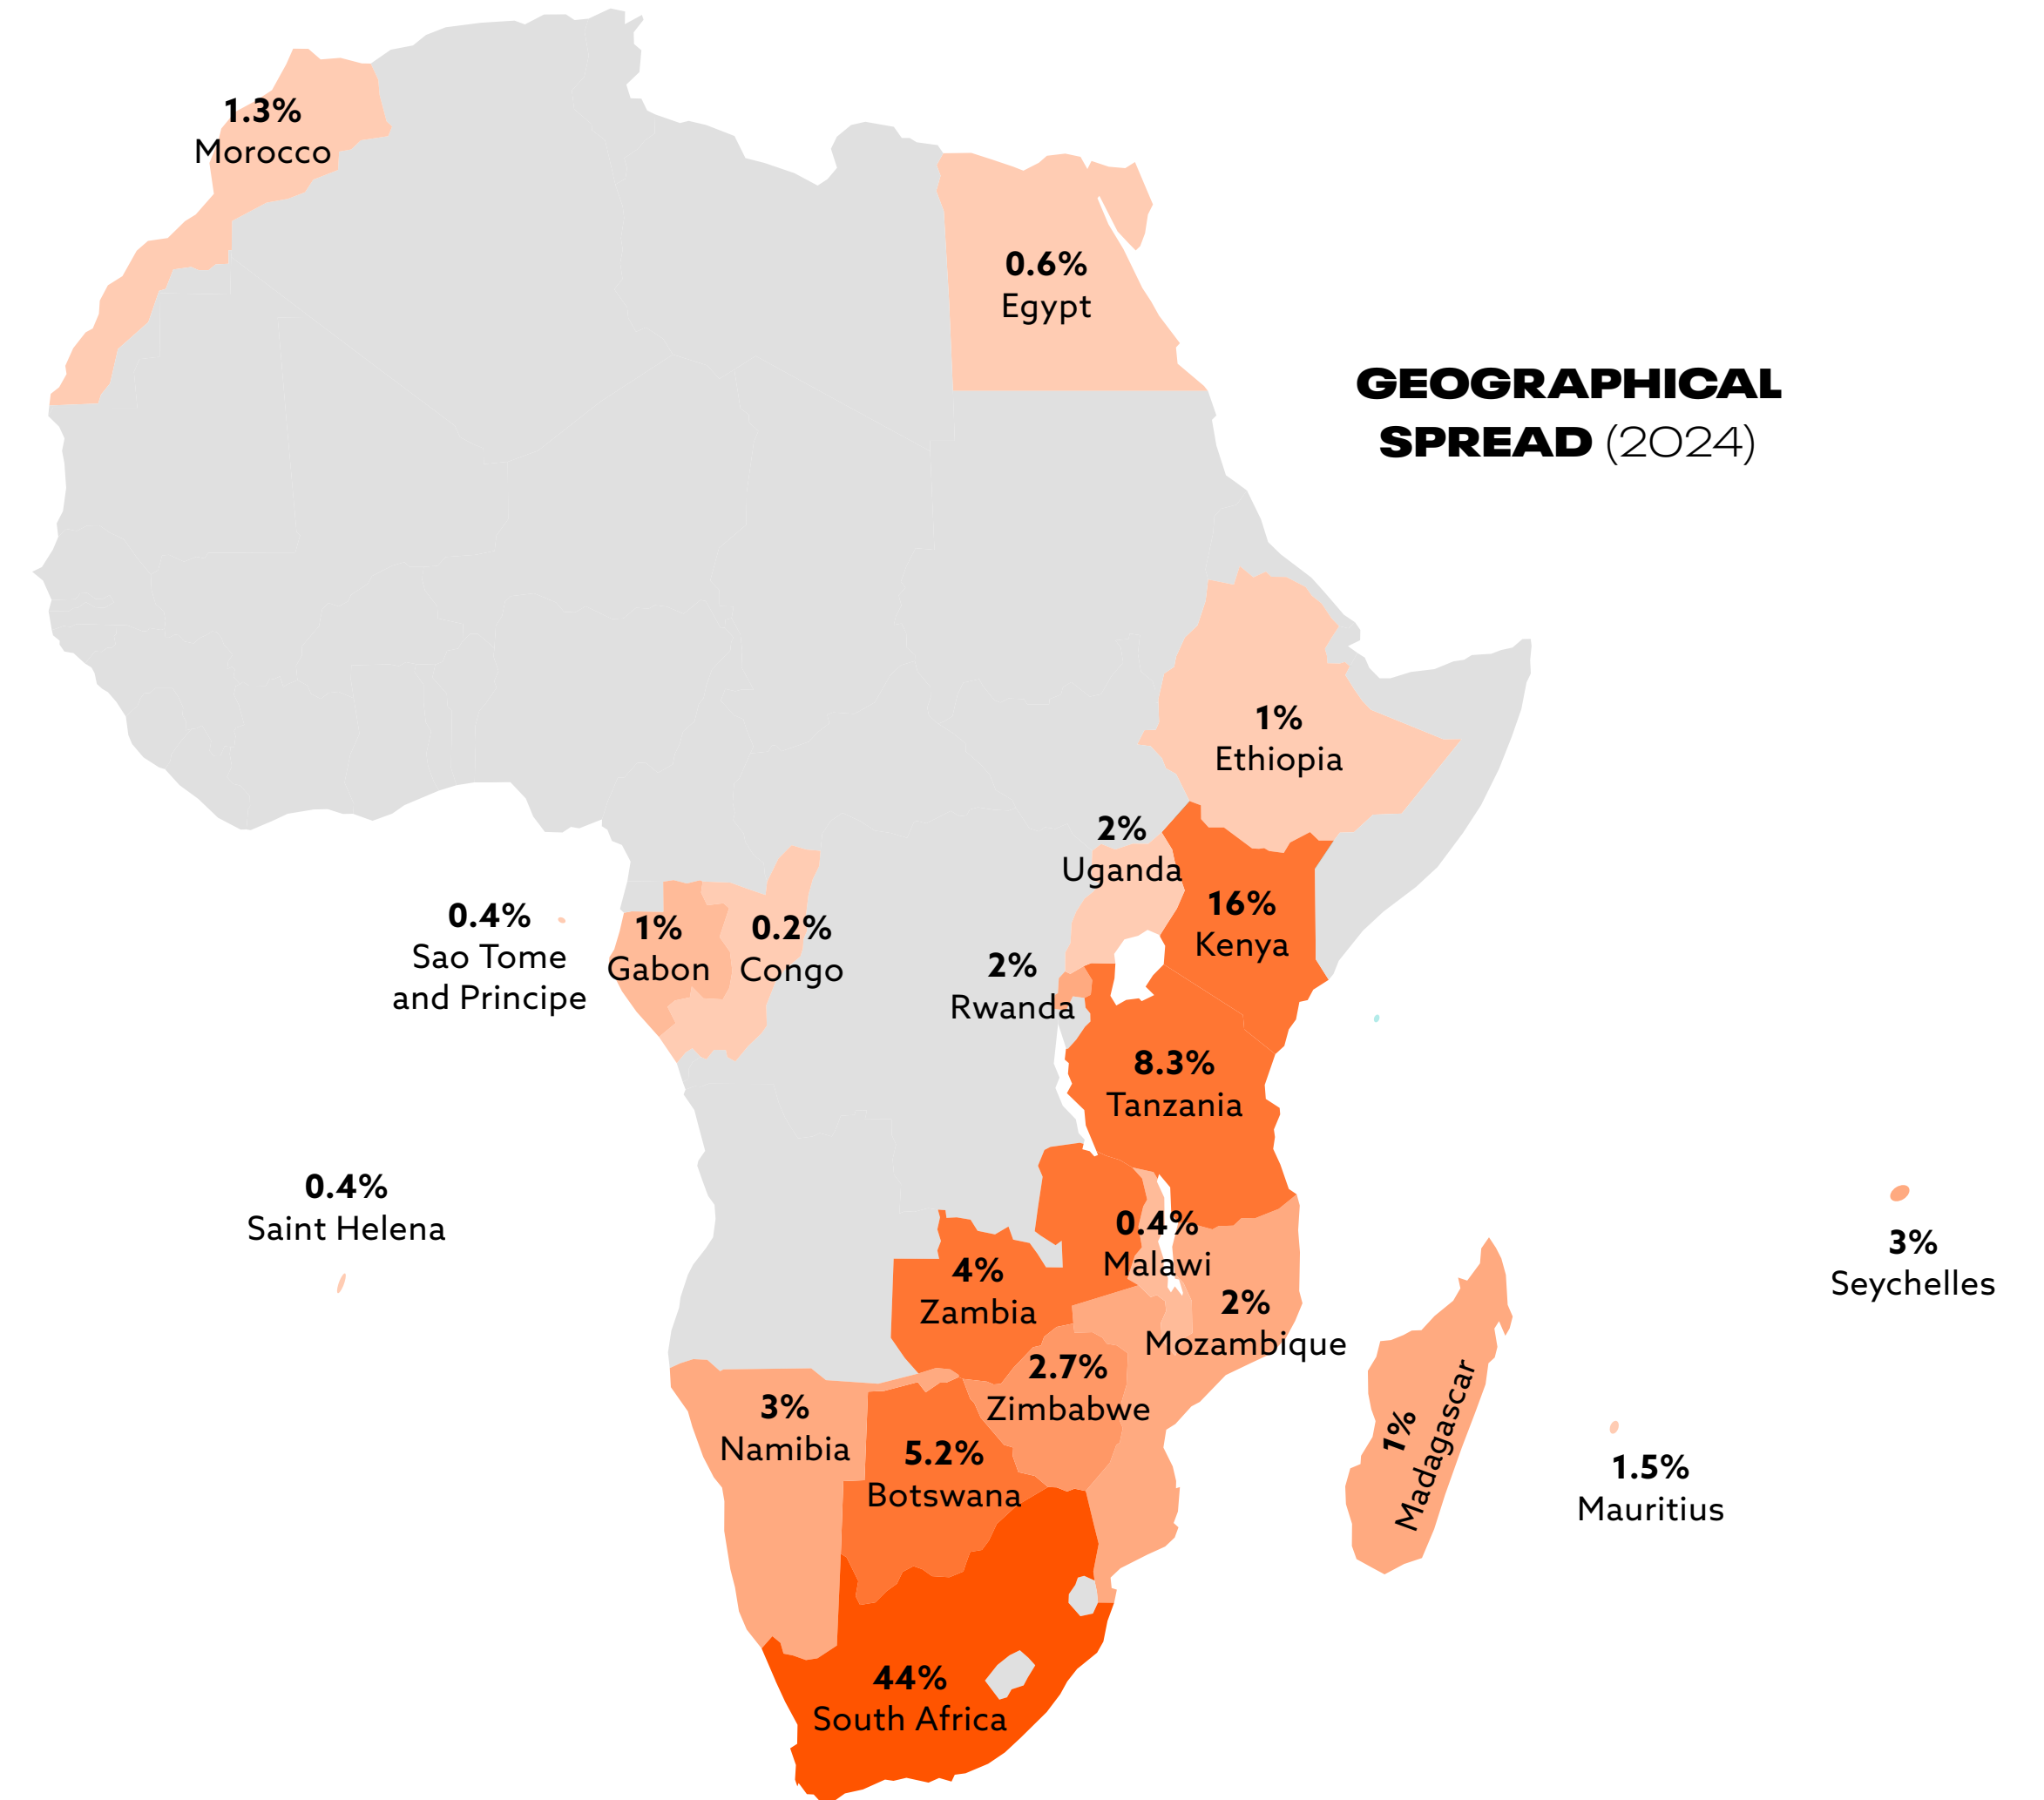 1.3%
Morocco
0.6%
Egypt
GEOGRAPHICAL
SPREAD (2024)
1%
Ethiopia
2%
Uganda
16%
Kenya
0.4%
Sao Tome
and Principe
1%
Gabon
0.2%
Congo
2%
Rwanda
8.3%
Tanzania
0.4%
Saint Helena
0.4%
Malawi
3%
Seychelles
4%
Zambia
2%
Mozambique
2.7%
Zimbabwe
3%
Namibia
5.2%
Botswana
1%
Madagascar
1.5%
Mauritius
44%
South Africa